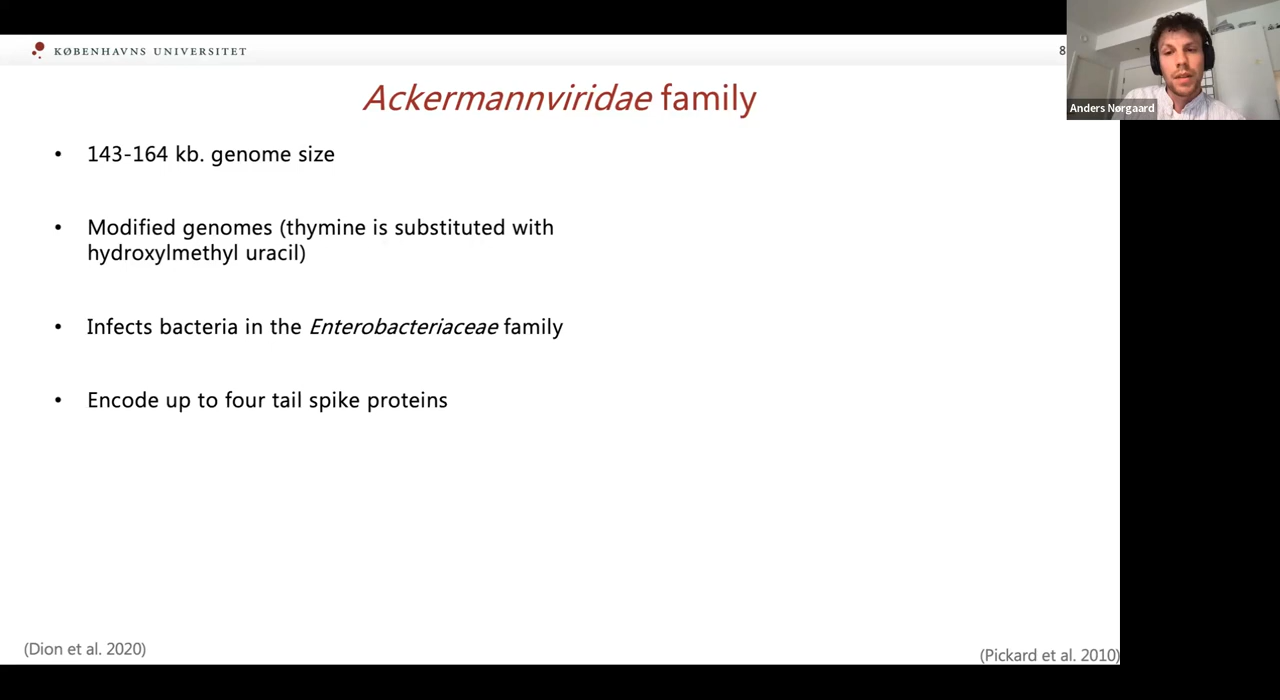 KØBENHAVNS UNIVERSITET
8
Anders Nørgaard
Ackermannviridae family
• 143-164 kb. genome size
• Modified genomes (thymine is substituted with
hydroxylmethyl uracil)
• Infects bacteria in the Enterobacteriaceae family
• Encode up to four tail spike proteins
(Dion et al. 2020)
(Pickard et al. 2010)